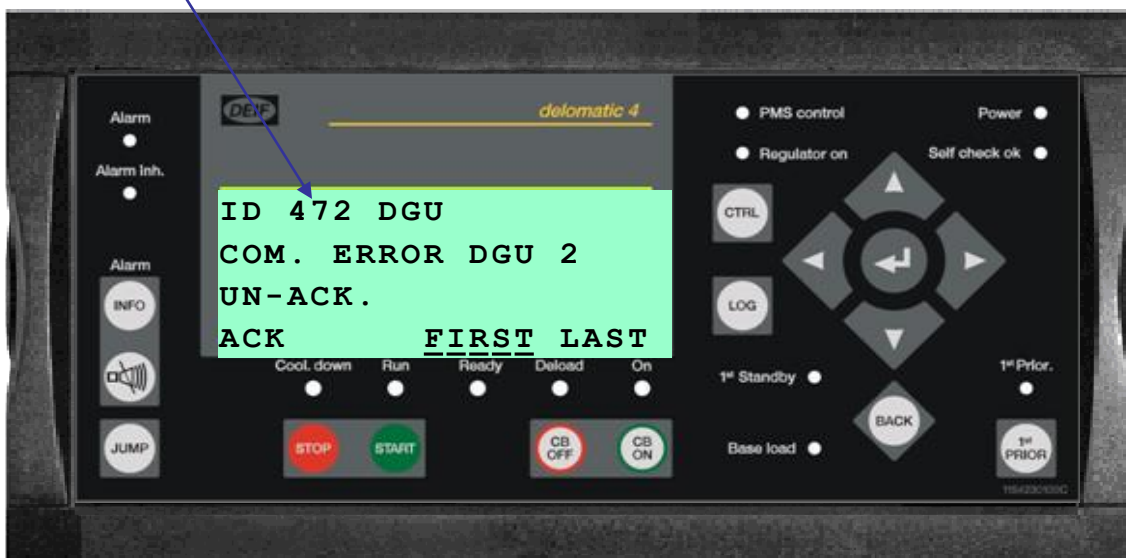 Alarm
Alarm Inh.
DEIF
delomatic 4
PMS control
Power
Regulator on
Self check ok
ID 472 DGU
COM. ERROR DGU 2
UN-ACK.
ACK FIRST LAST
CTRL
LOG
Alarm
INFO
JUMP
Cool. down Run Ready Deload On
STOP START CB OFF CB ON
1st Standby
Base load
BACK
1st Prior.
1st PRIOR